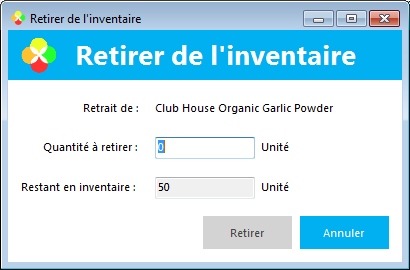 Retirer de l'inventaire
Retirer de l'inventaire
Retrait de : Club House Organic Garlic Powder
Quantité à retirer : 0 Unité
Restant en inventaire : 50 Unité
Retirer Annuler